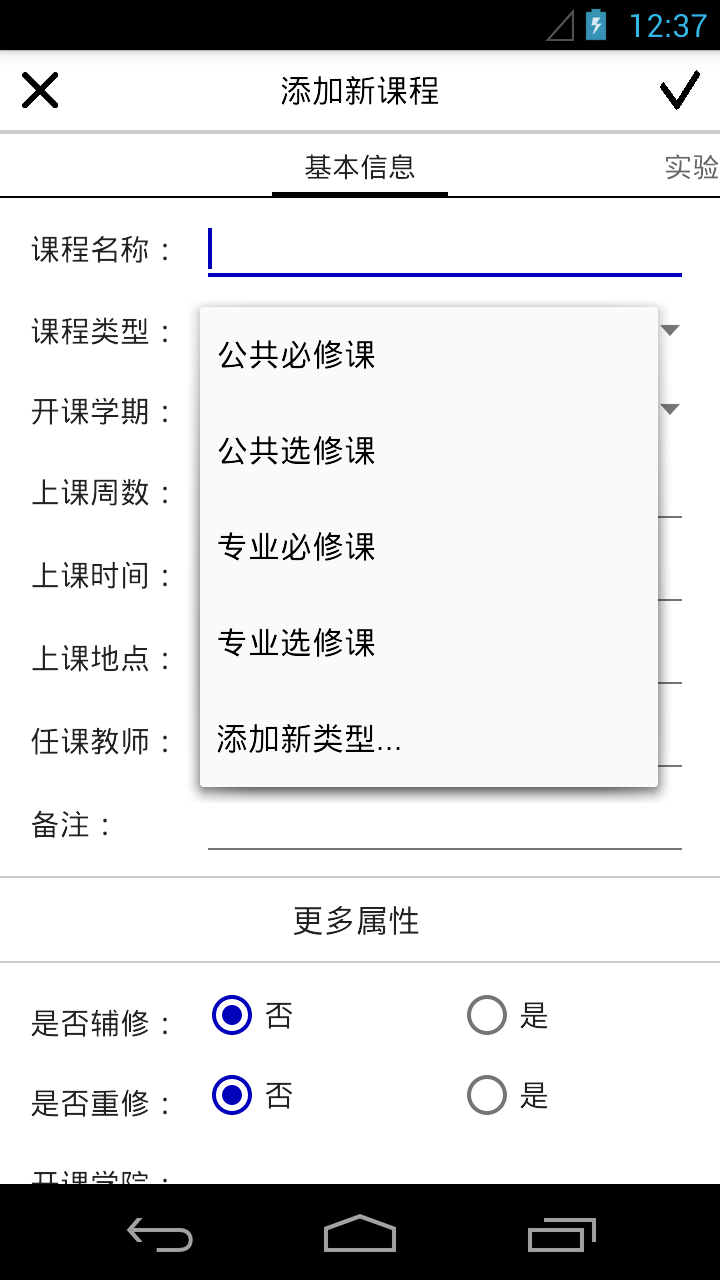 12:37
添加新课程
基本信息
实验
课程名称：
课程类型：
公共必修课
开课学期：
公共选修课
上课周数：
专业必修课
上课时间：
专业选修课
上课地点：
任课教师：
添加新类型...
备注：
更多属性
是否辅修：
否
是
是否重修：
否
是
开课学院：